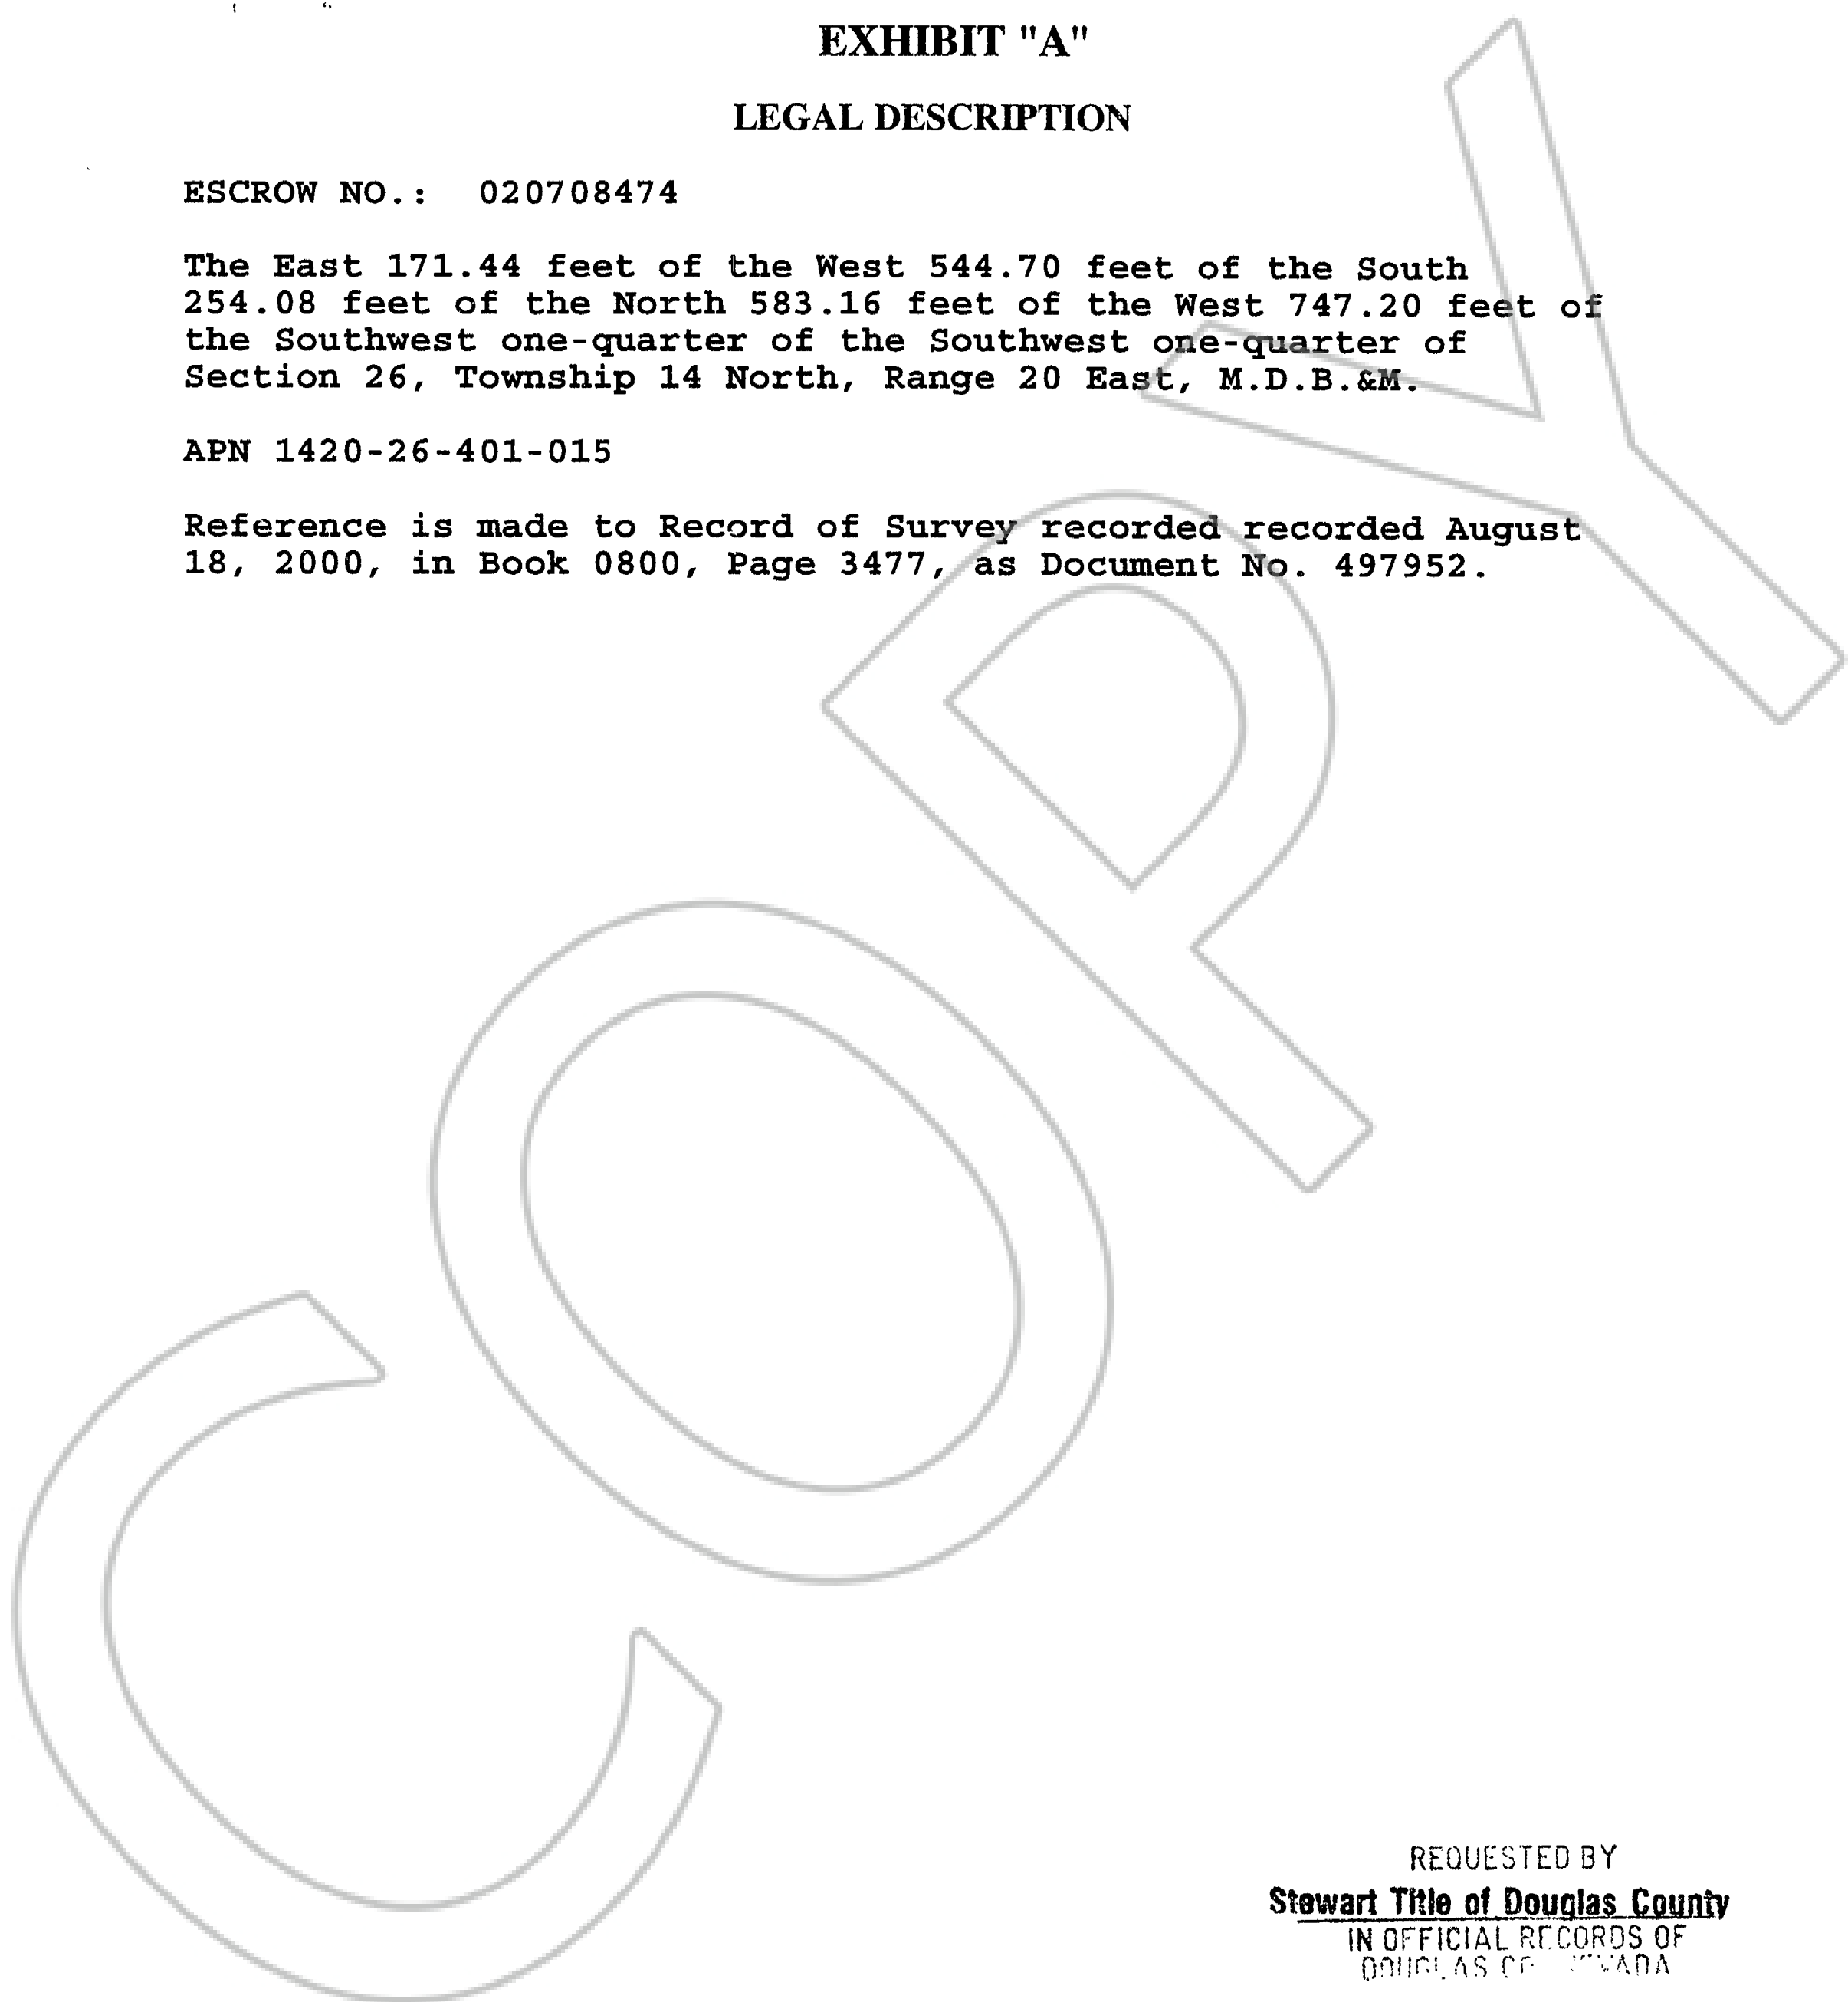 EXHIBIT "A"
LEGAL DESCRIPTION
ESCROW NO.: 020708474
The East 171.44 feet of the West 544.70 feet of the South
254.08 feet of the North 583.16 feet of the West 747.20 feet of
the Southwest one-quarter of the Southwest one-quarter of
Section 26, Township 14 North, Range 20 East, M.D.B.&M.
APN 1420-26-401-015
Reference is made to Record of Survey recorded recorded August
18, 2000, in Book 0800, Page 3477, as Document No. 497952.
COPY
REQUESTED BY
Stewart Title of Douglas County
IN OFFICIAL RECORDS OF
DOUGLAS